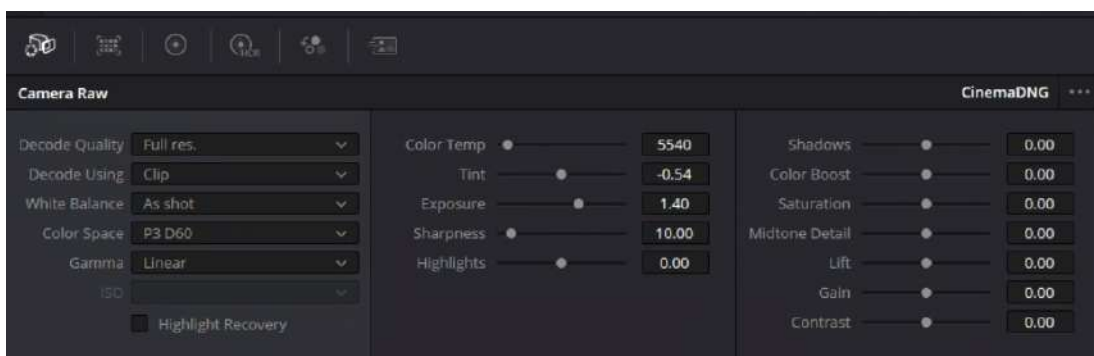 HDR
Camera Raw
CinemaDNG
Decode Quality Full res.
Decode Using Clip
White Balance As shot
Color Space P3 D60
Gamma Linear
ISO
Highlight Recovery
Color Temp 5540
Tint -0.54
Exposure 1.40
Sharpness 10.00
Highlights 0.00
Shadows 0.00
Color Boost 0.00
Saturation 0.00
Midtone Detail 0.00
Lift 0.00
Gain 0.00
Contrast 0.00